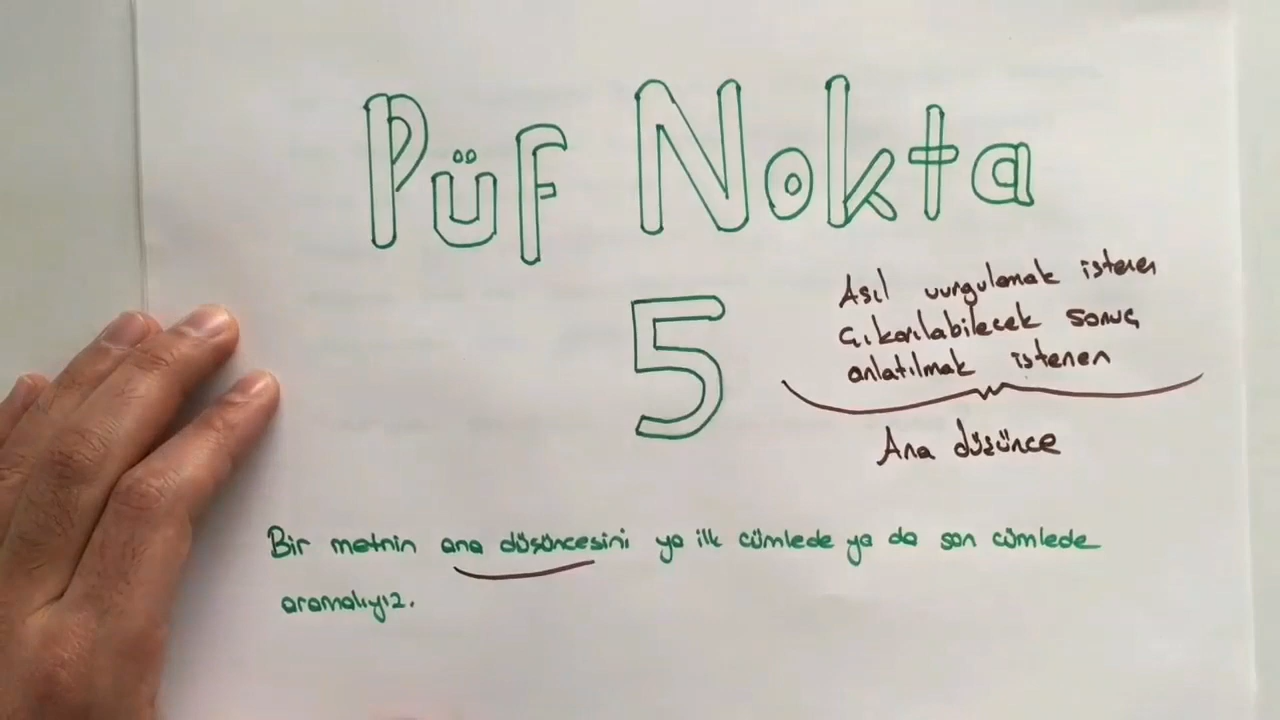 Püf Nokta
5
Asıl vurgulamak istenen
çıkarılabilecek sonuç
anlatılmak istenen
Ana düşünce
Bir metnin ana düşüncesini ya ilk cümlede ya da son cümlede
aramalıyız.